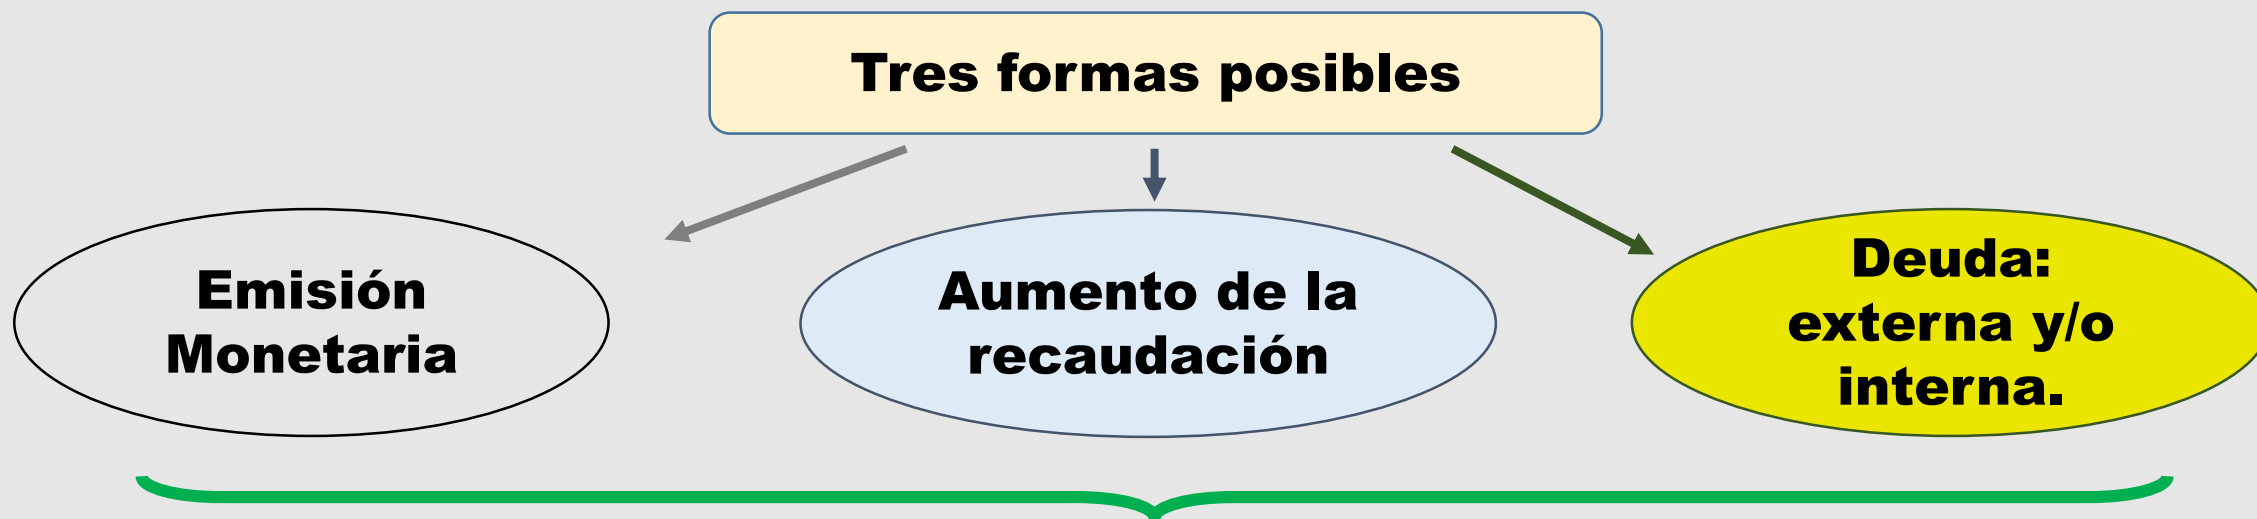 Tres formas posibles
Emisión
Monetaria
Aumento de la
recaudación
Deuda:
externa y/o
interna.